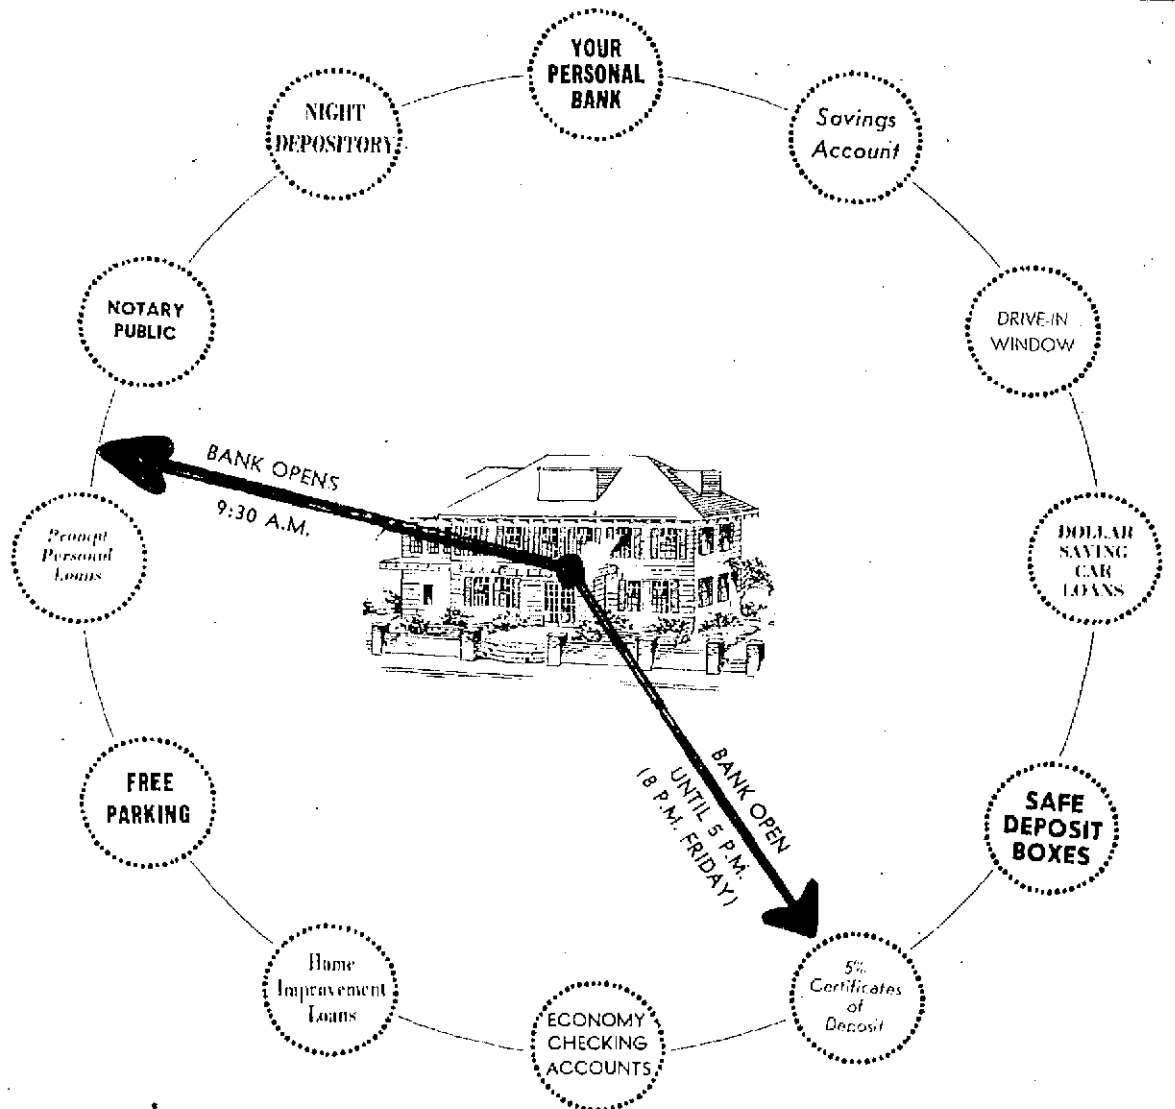 YOUR
PERSONAL
BANK
Savings
Account
DRIVE-IN
WINDOW
DOLLAR
SAVING
CAR
LOANS
SAFE
DEPOSIT
BOXES
5%
Certificates
of
Deposit
ECONOMY
CHECKING
ACCOUNTS
Home
Improvement
Loans
FREE
PARKING
Prompt
Personal
Loans
NOTARY
PUBLIC
NIGHT
DEPOSITORY
BANK OPENS
9:30 A.M.
BANK OPEN
UNTIL 5 P.M.
(8 P.M. FRIDAY)